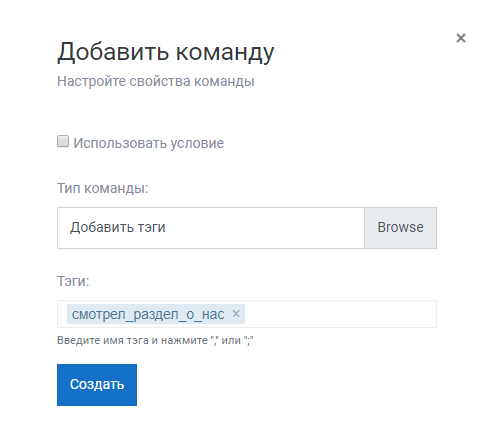 ×
Добавить команду
Настройте свойства команды
Использовать условие
Тип команды:
Добавить тэги Browse
Тэги:
смотрел_раздел_о_нас ×
Введите имя тэга и нажмите "," или ";"
Создать